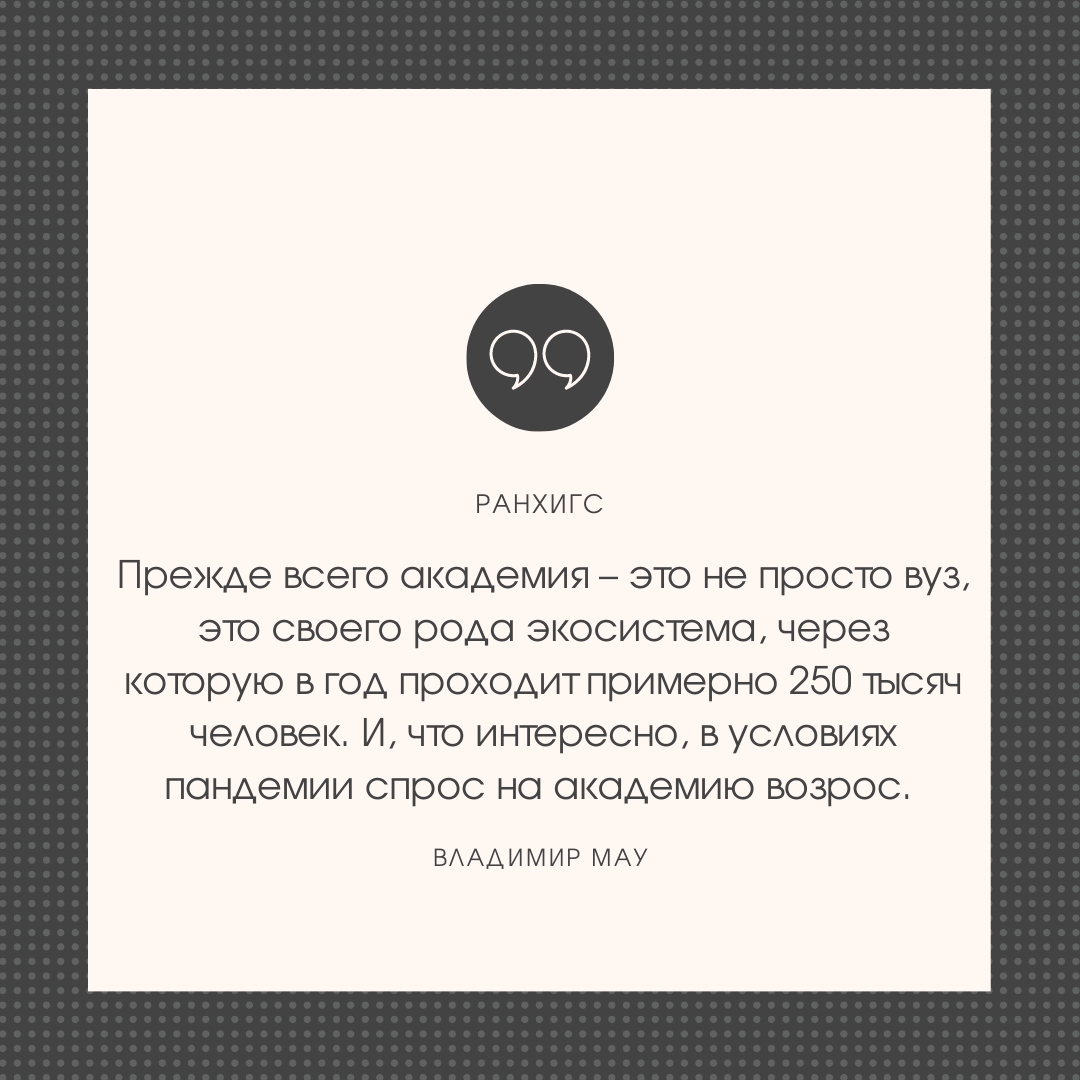 РАНХИГС
Прежде всего академия – это не просто вуз,
это своего рода экосистема, через
которую в год проходит примерно 250 тысяч
человек. И, что интересно, в условиях
пандемии спрос на академию возрос.
ВЛАДИМИР МАУ